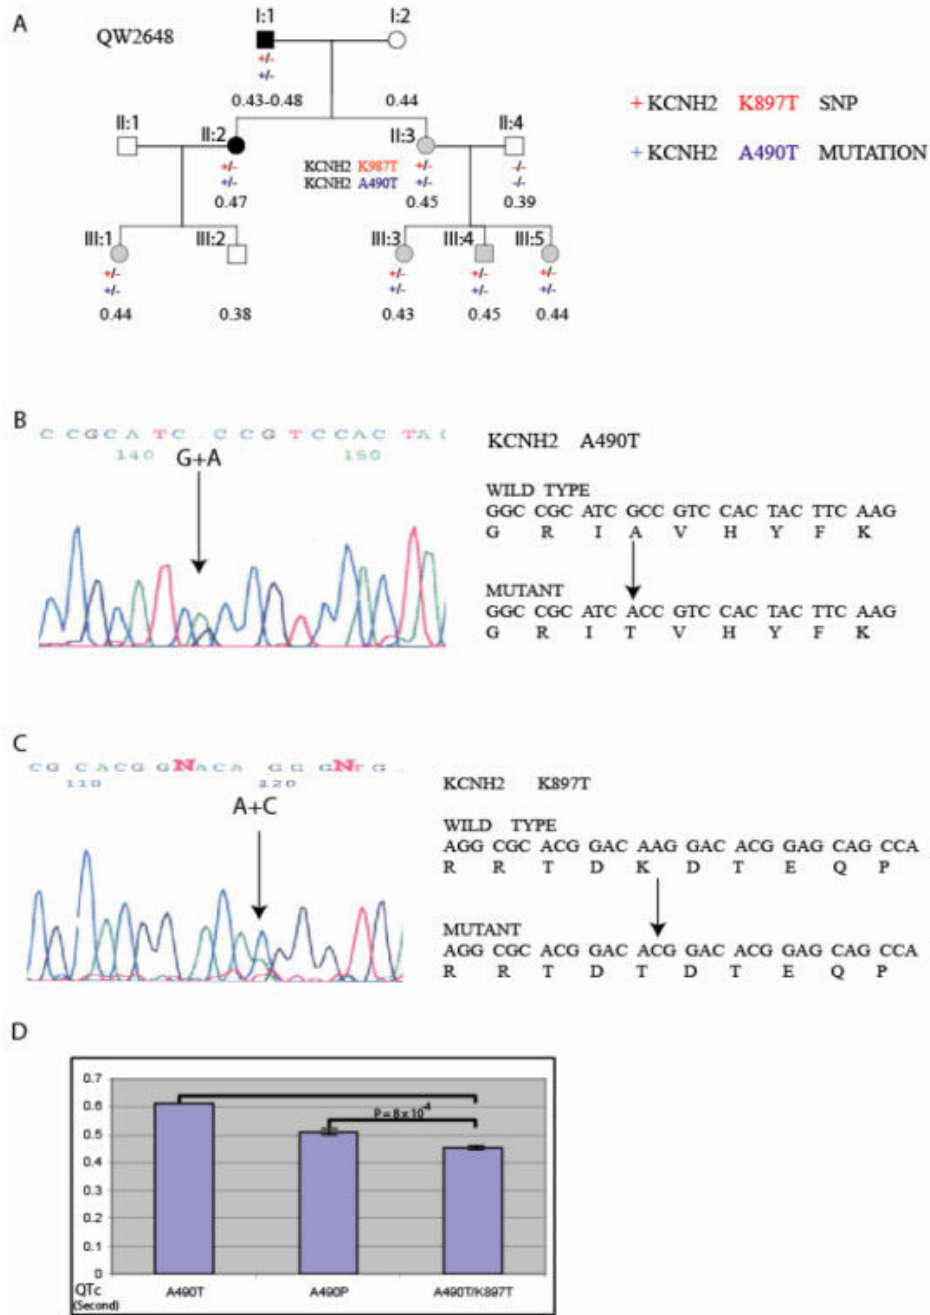 A
QW2648
I:1
I:2
+/-
+/-
0.43-0.48
0.44
+ KCNH2 K897T SNP
+ KCNH2 A490T MUTATION
II:1
II:2
II:3
II:4
+/-
+/-
0.47
KCNH2 K987T
KCNH2 A490T
+/-
+/-
0.45
-/-
-/-
0.39
III:1
III:2
III:3
III:4
III:5
+/-
+/-
0.44
0.38
+/-
+/-
0.43
+/-
+/-
0.45
+/-
+/-
0.44
B
C C G C A T C . C C G T C C A C T A
140
150
G+A
KCNH2 A490T
WILD TYPE
GGC CGC ATC GCC GTC CAC TAC TTC AAG
G R I A V H Y F K
MUTANT
GGC CGC ATC ACC GTC CAC TAC TTC AAG
G R I T V H Y F K
C
C G C A C G G N A C A G G G N T G .
110
120
A+C
KCNH2 K897T
WILD TYPE
AGG CGC ACG GAC AAG GAC ACG GAG CAG CCA
R R T D K D T E Q P
MUTANT
AGG CGC ACG GAC ACG GAC ACG GAG CAG CCA
R R T D T D T E Q P
D
0.7
0.6
0.5
0.4
0.3
0.2
0.1
0
P = 8 x 10-4
QTc
(Second)
A490T
A490P
A490T/K897T